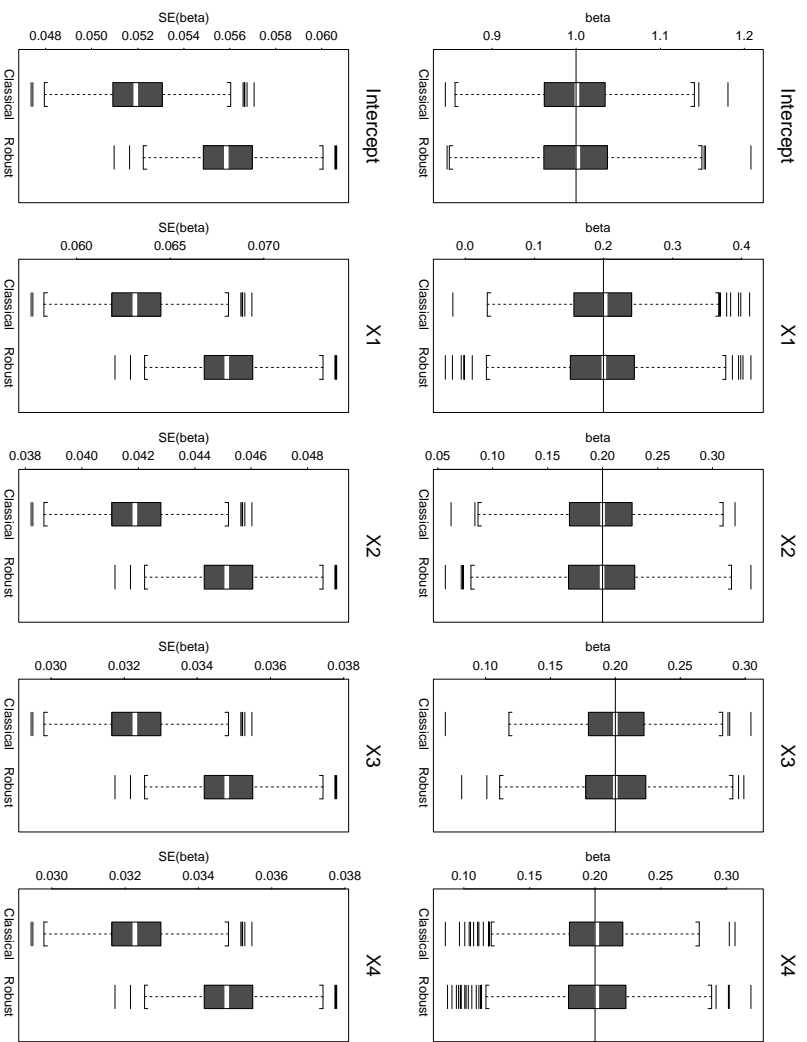 Intercept
beta
0.9 1.0 1.1 1.2
Classical Robust
X1
beta
0.0 0.1 0.2 0.3 0.4
Classical Robust
X2
beta
0.05 0.10 0.15 0.20 0.25 0.30
Classical Robust
X3
beta
0.10 0.15 0.20 0.25 0.30
Classical Robust
X4
beta
0.10 0.15 0.20 0.25 0.30
Classical Robust
Intercept
SE(beta)
0.048 0.050 0.052 0.054 0.056 0.058 0.060
Classical Robust
X1
SE(beta)
0.060 0.065 0.070
Classical Robust
X2
SE(beta)
0.038 0.040 0.042 0.044 0.046 0.048
Classical Robust
X3
SE(beta)
0.030 0.032 0.034 0.036 0.038
Classical Robust
X4
SE(beta)
0.030 0.032 0.034 0.036 0.038
Classical Robust